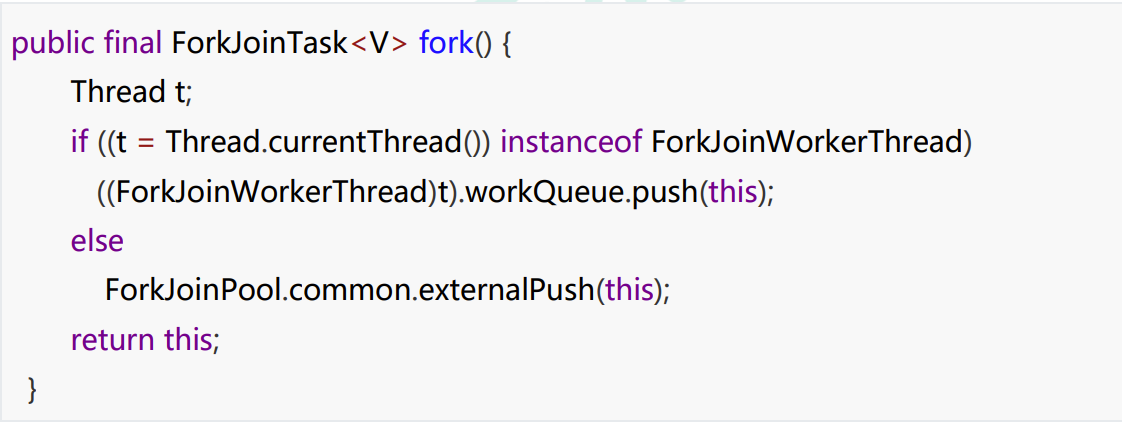 public final ForkJoinTask<V> fork() {
Thread t;
if ((t = Thread.currentThread()) instanceof ForkJoinWorkerThread)
((ForkJoinWorkerThread)t).workQueue.push(this);
else
ForkJoinPool.common.externalPush(this);
return this;
}